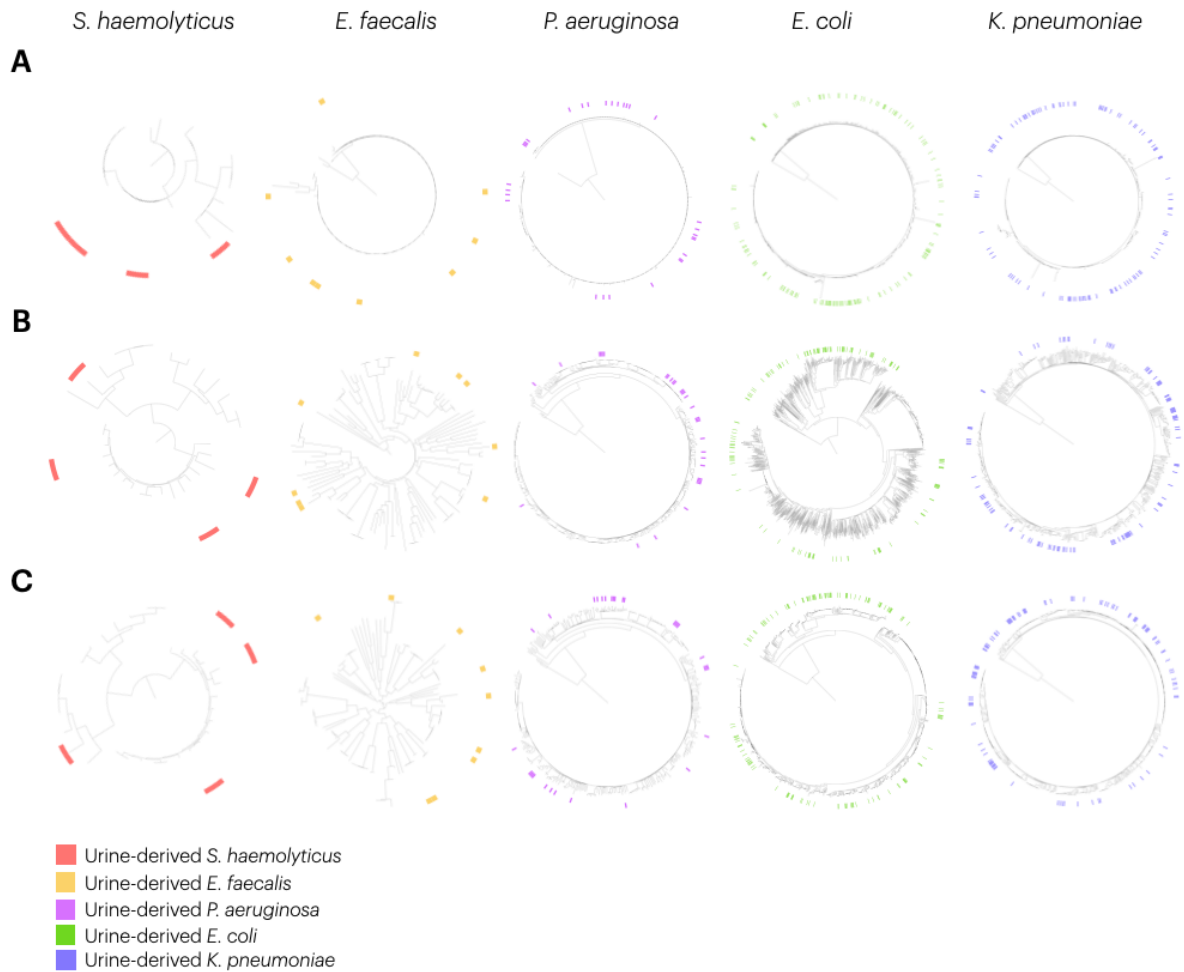 S. haemolyticus E. faecalis P. aeruginosa E. coli K. pneumoniae
A
B
C
Urine-derived S. haemolyticus
Urine-derived E. faecalis
Urine-derived P. aeruginosa
Urine-derived E. coli
Urine-derived K. pneumoniae